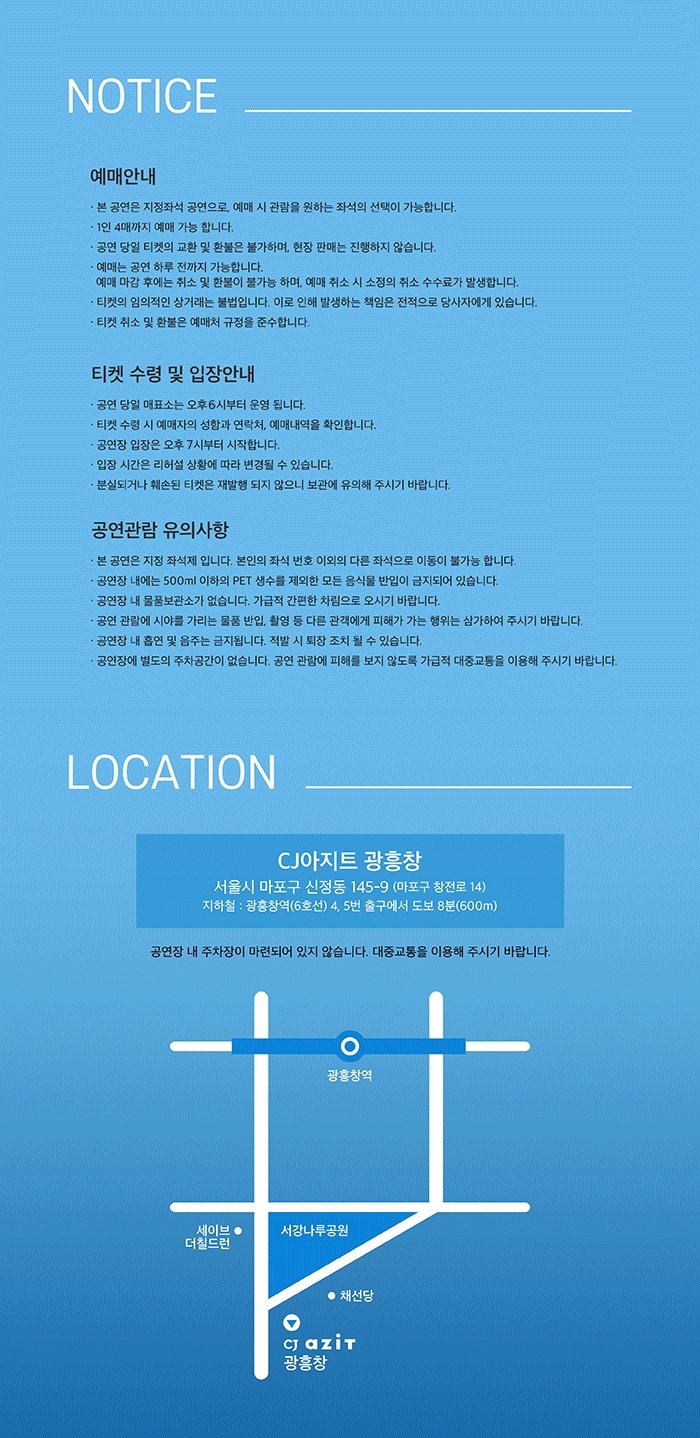 NOTICE
예매안내
· 본 공연은 지정좌석 공연으로, 예매 시 관람을 원하는 좌석의 선택이 가능합니다.
· 1인 4매까지 예매 가능 합니다.
· 공연 당일 티켓의 교환 및 환불은 불가하며, 현장 판매는 진행하지 않습니다.
· 예매는 공연 하루 전까지 가능합니다.
예매 마감 후에는 취소 및 환불이 불가능 하며, 예매 취소 시 소정의 취소 수수료가 발생합니다.
· 티켓의 임의적인 상거래는 불법입니다. 이로 인해 발생하는 책임은 전적으로 당사자에게 있습니다.
· 티켓 취소 및 환불은 예매처 규정을 준수합니다.
티켓 수령 및 입장안내
· 공연 당일 매표소는 오후6시부터 운영 됩니다.
· 티켓 수령 시 예매자의 성함과 연락처, 예매내역을 확인합니다.
· 공연장 입장은 오후 7시부터 시작합니다.
· 입장 시간은 리허설 상황에 따라 변경될 수 있습니다.
· 분실되거나 훼손된 티켓은 재발행 되지 않으니 보관에 유의해 주시기 바랍니다.
공연관람 유의사항
· 본 공연은 지정 좌석제 입니다. 본인의 좌석 번호 이외의 다른 좌석으로 이동이 불가능 합니다.
· 공연장 내에는 500ml 이하의 PET 생수를 제외한 모든 음식물 반입이 금지되어 있습니다.
· 공연장 내 물품보관소가 없습니다. 가급적 간편한 차림으로 오시기 바랍니다.
· 공연 관람에 시야를 가리는 물품 반입, 촬영 등 다른 관객에게 피해가 가는 행위는 삼가하여 주시기 바랍니다.
· 공연장 내 흡연 및 음주는 금지됩니다. 적발 시 퇴장 조치 될 수 있습니다.
· 공연장에 별도의 주차공간이 없습니다. 공연 관람에 피해를 보지 않도록 가급적 대중교통을 이용해 주시기 바랍니다.
LOCATION
CJ아지트 광흥창
서울시 마포구 신정동 145-9 (마포구 창전로 14)
지하철 : 광흥창역(6호선) 4, 5번 출구에서 도보 8분(600m)
공연장 내 주차장이 마련되어 있지 않습니다. 대중교통을 이용해 주시기 바랍니다.
광흥창역
세이브
더칠드런
서강나루공원
채선당
CJ azit
광흥창